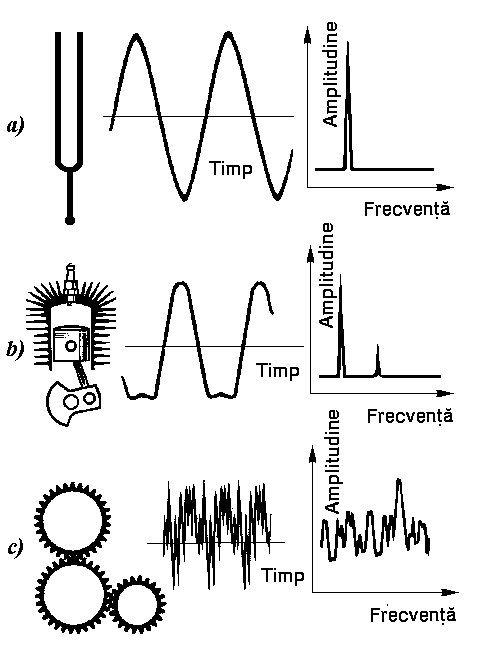 a)
Timp
Amplitudine
Frecvență
b)
Timp
Amplitudine
Frecvență
c)
Timp
Amplitudine
Frecvență